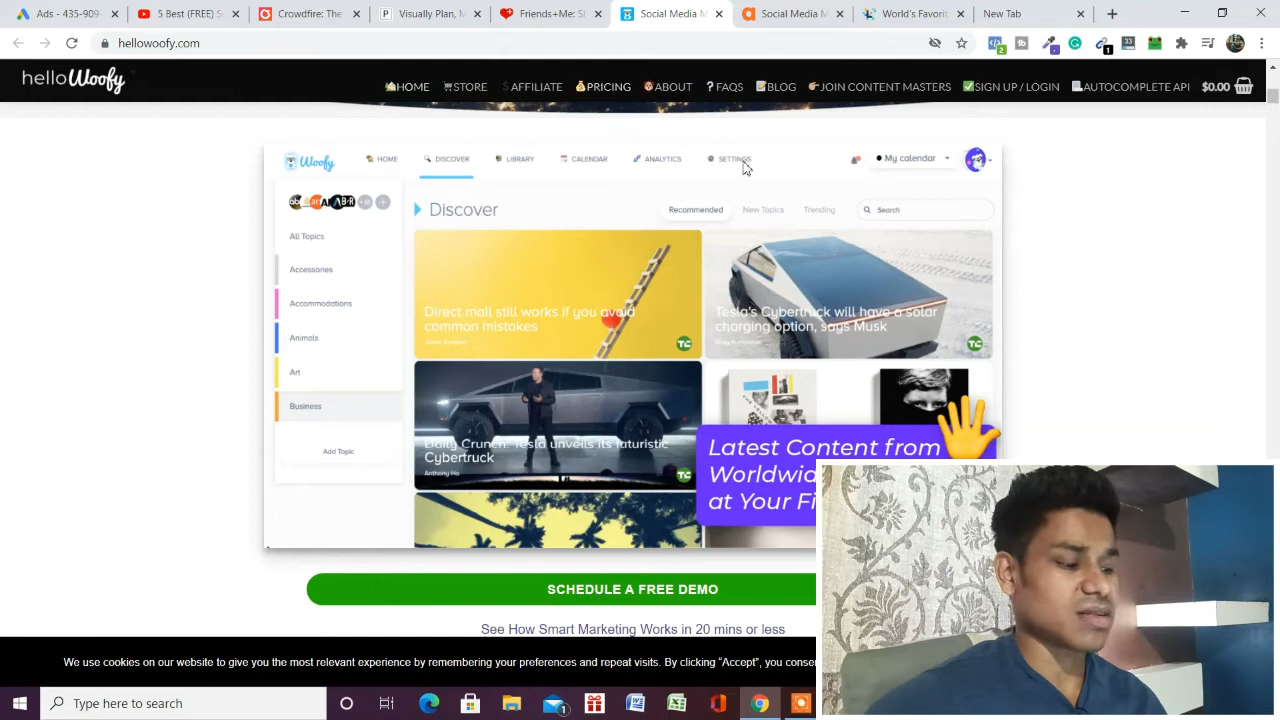 Ads - 435-909-
5 Best (FREE) S
Crowdfire: The
Visually Plan, M
Friends+Me: S
Social Media M
Social Media M
World's Favorit
New Tab
hellowoofy.com
helloWoofy
HOME STORE AFFILIATE PRICING ABOUT ? FAQS BLOG JOIN CONTENT MASTERS SIGN UP / LOGIN AUTOCOMPLETE API $0.00
Woofy HOME DISCOVER LIBRARY CALENDAR ANALYTICS SETTINGS My calendar
Discover Recommended New Topics Trending Search
All Topics
Accessories
Accommodations
Animals
Art
Business
Add Topic
Direct mail still works if you avoid
common mistakes
TC
Tesla's Cybertruck will have a solar
charging option, says Musk
TC
Daily Crunch: Tesla unveils its futuristic
Cybertruck
Anthony Ha
TC
Latest Content from
Worldwid
at Your Fi
SCHEDULE A FREE DEMO
See How Smart Marketing Works in 20 mins or less
We use cookies on our website to give you the most relevant experience by remembering your preferences and repeat visits. By clicking “Accept”, you conse
Type here to search